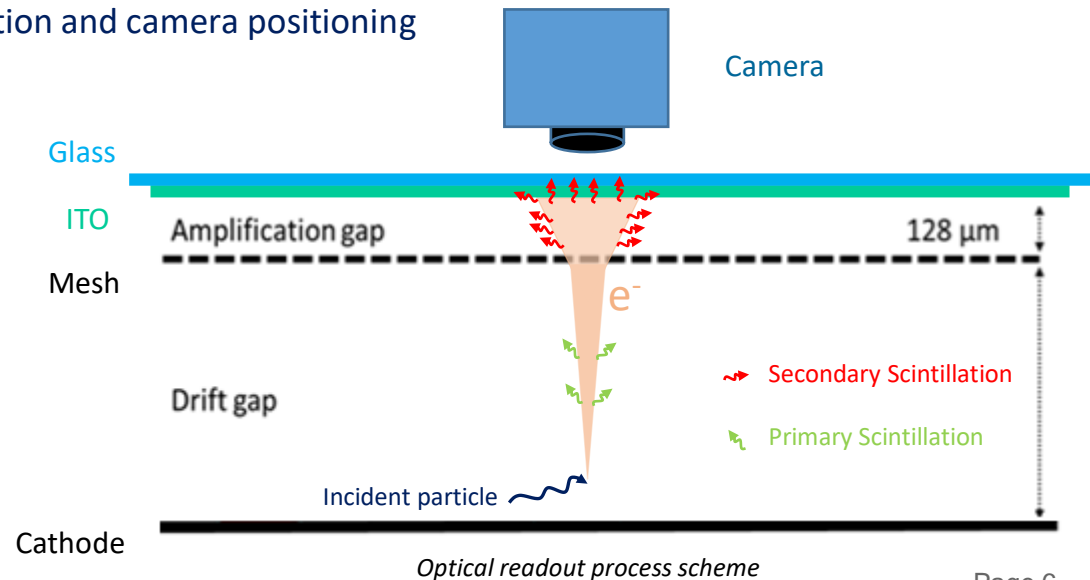 tion and camera positioning
Camera
Glass
ITO
Amplification gap
128 µm
Mesh
e-
Secondary Scintillation
Drift gap
Primary Scintillation
Incident particle
Cathode
Optical readout process scheme